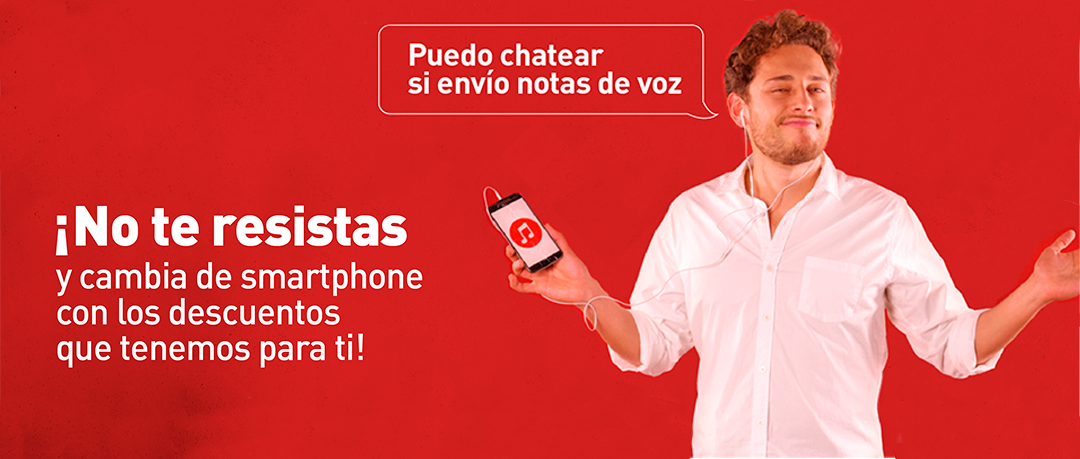 Puedo chatear
si envío notas de voz
¡No te resistas
y cambia de smartphone
con los descuentos
que tenemos para ti!